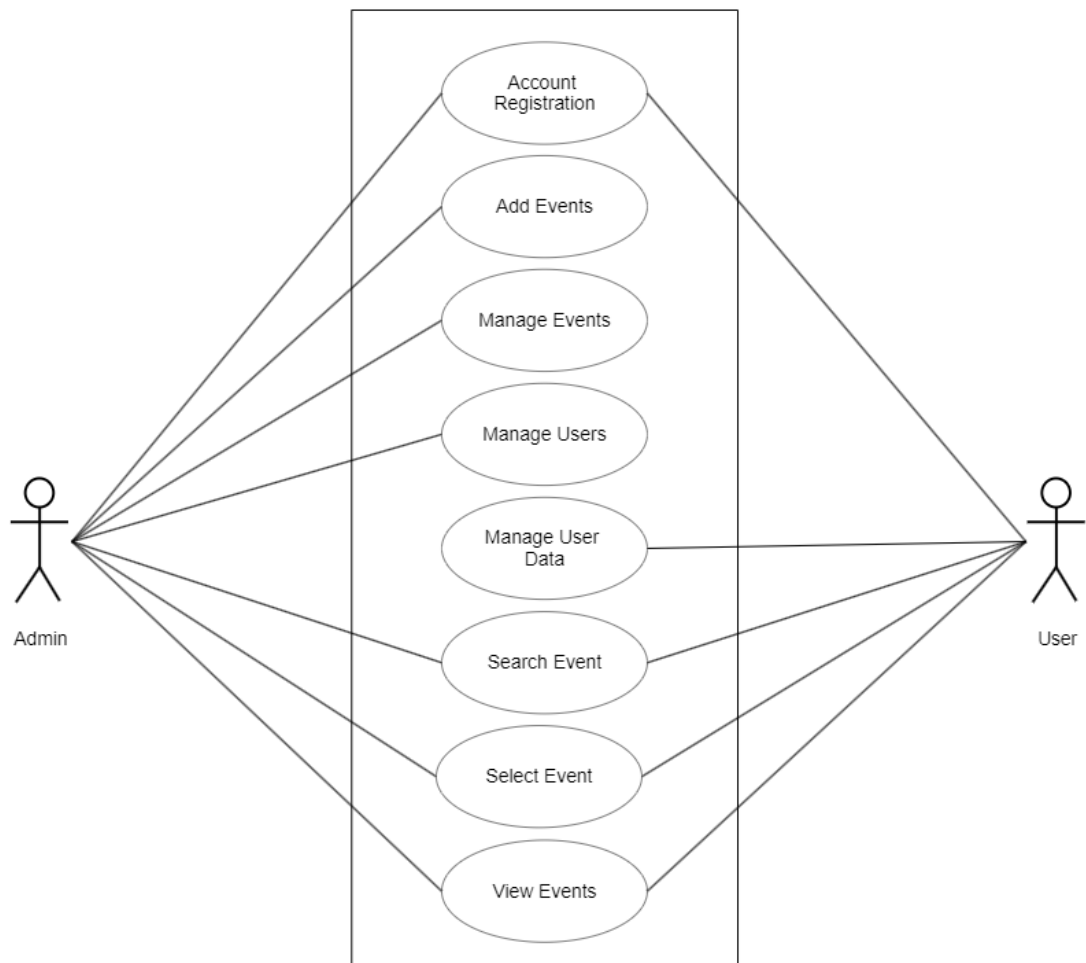 Account
Registration
Add Events
Manage Events
Manage Users
Manage User
Data
Admin
User
Search Event
Select Event
View Events